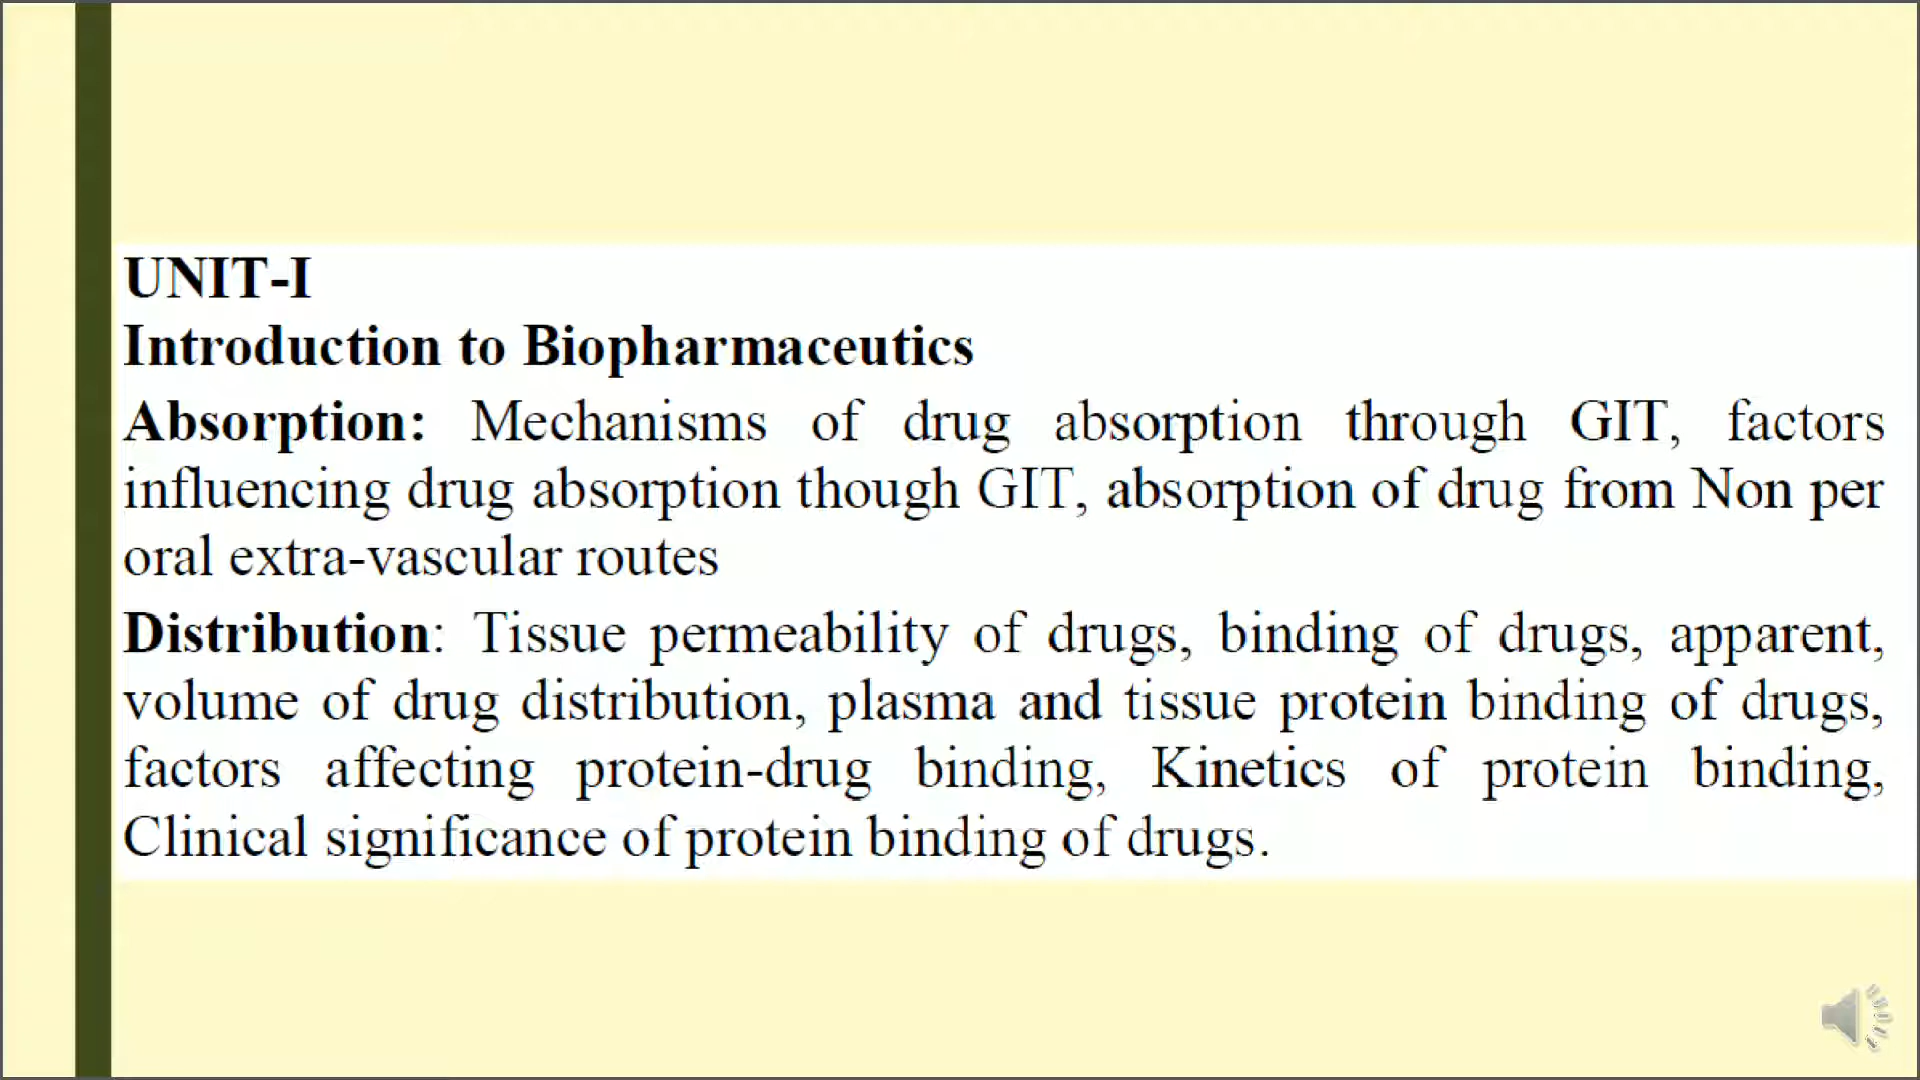 UNIT-I
Introduction to Biopharmaceutics
Absorption: Mechanisms of drug absorption through GIT, factors
influencing drug absorption though GIT, absorption of drug from Non per
oral extra-vascular routes
Distribution: Tissue permeability of drugs, binding of drugs, apparent,
volume of drug distribution, plasma and tissue protein binding of drugs,
factors affecting protein-drug binding, Kinetics of protein binding,
Clinical significance of protein binding of drugs.